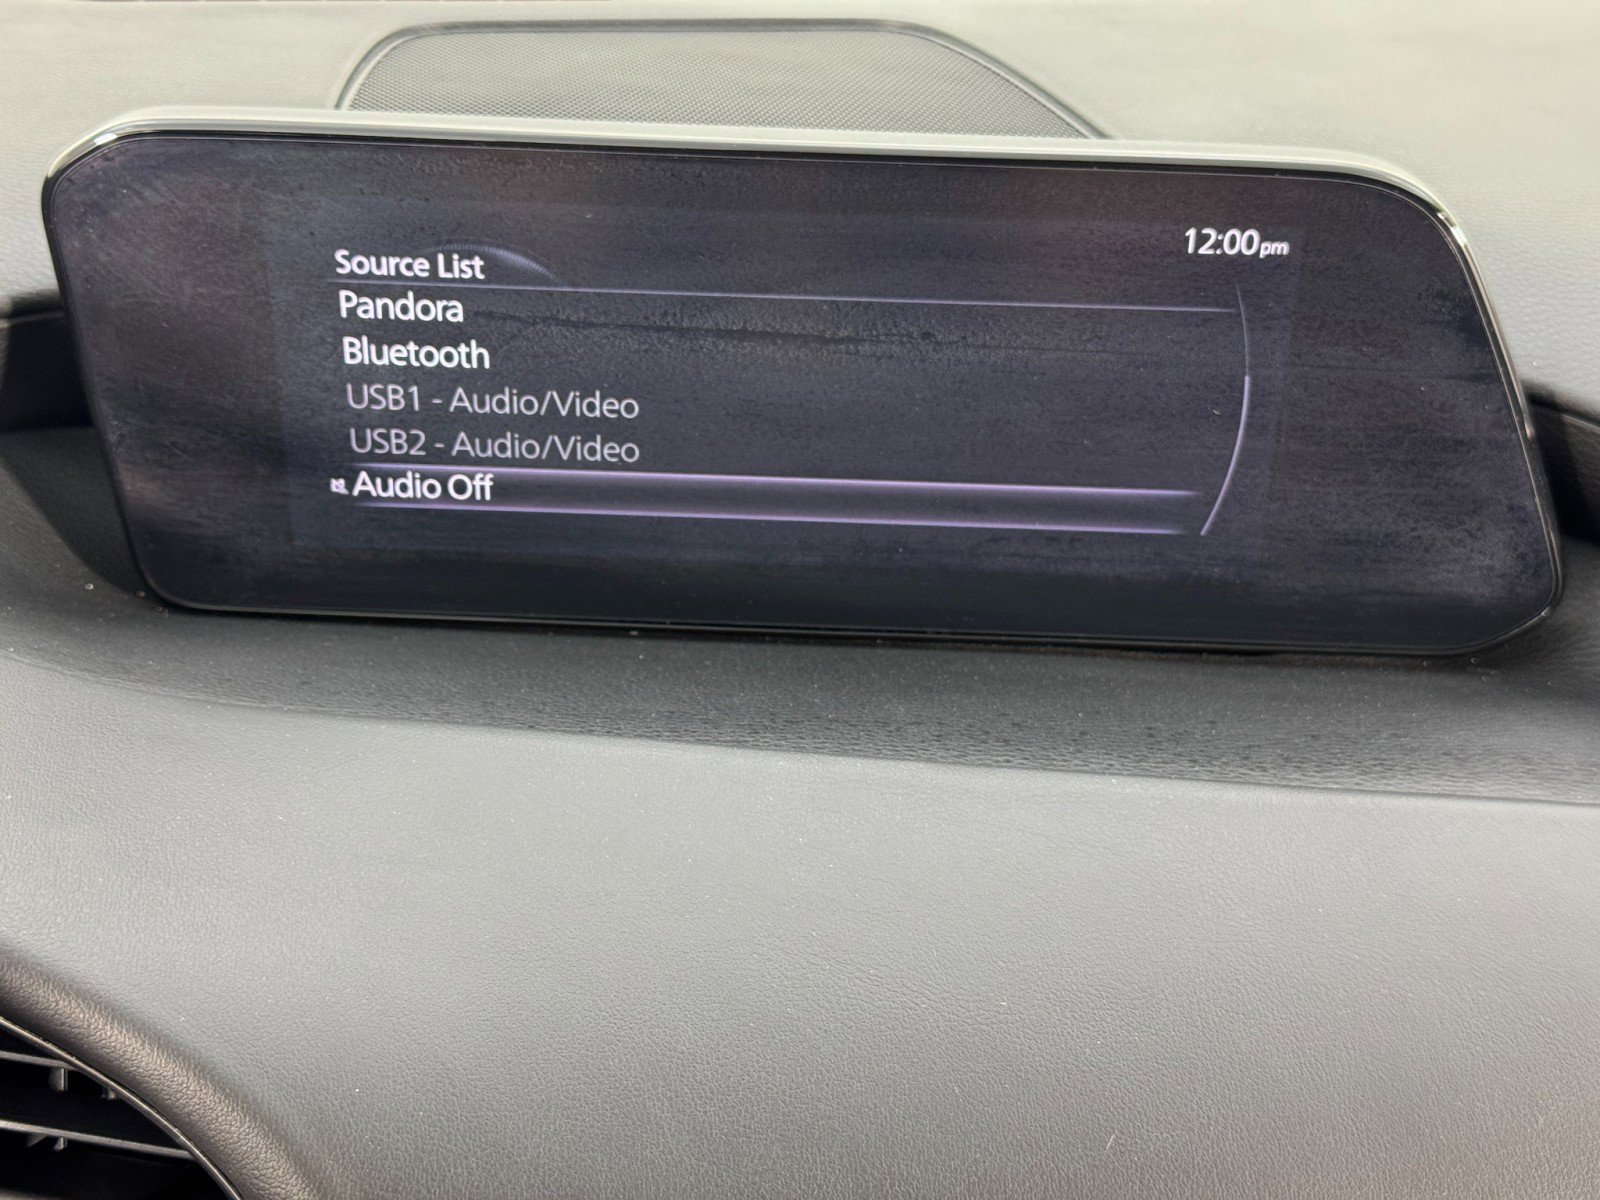 12:00pm
Source List
Pandora
Bluetooth
USB1 - Audio/Video
USB2 - Audio/Video
Audio Off